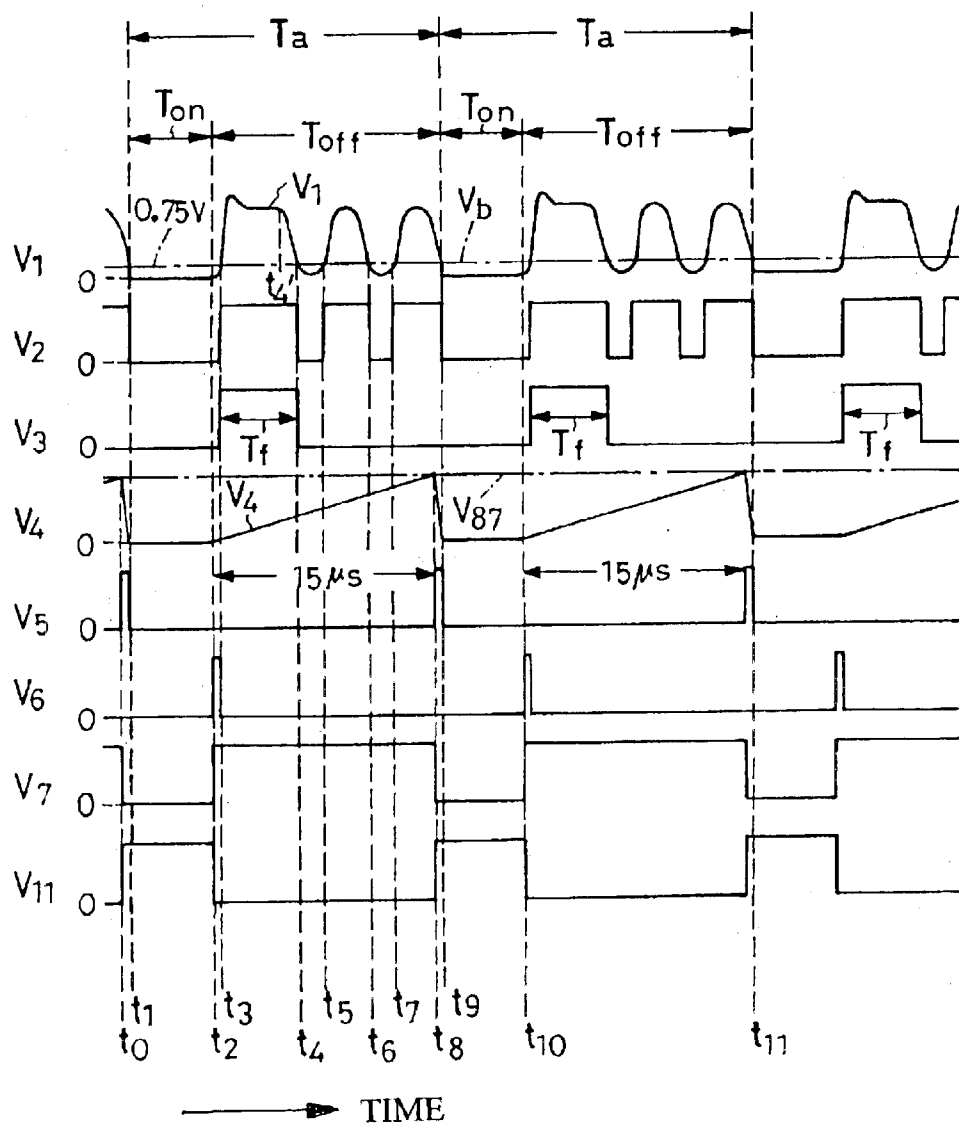 Ta Ta
Ton Toff Ton Toff
V1 0.75V V1 Vb
0 t4'
V2 0
V3 0 Tf Tf Tf
V4 V4 V87
0
15μs 15μs
V5 0
V6 0
V7 0
V11 0
t1 t3 t5 t7 t9
t0 t2 t4 t6 t8 t10 t11
TIME